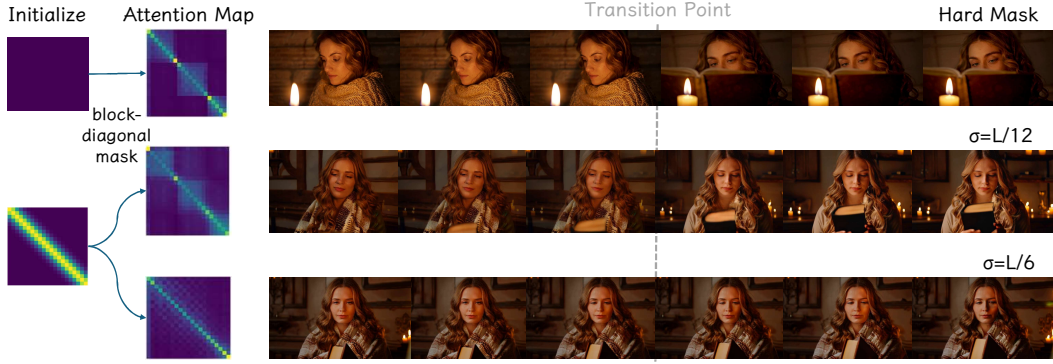 Initialize
Attention Map
Transition Point
Hard Mask
block-
diagonal
mask
σ=L/12
σ=L/6